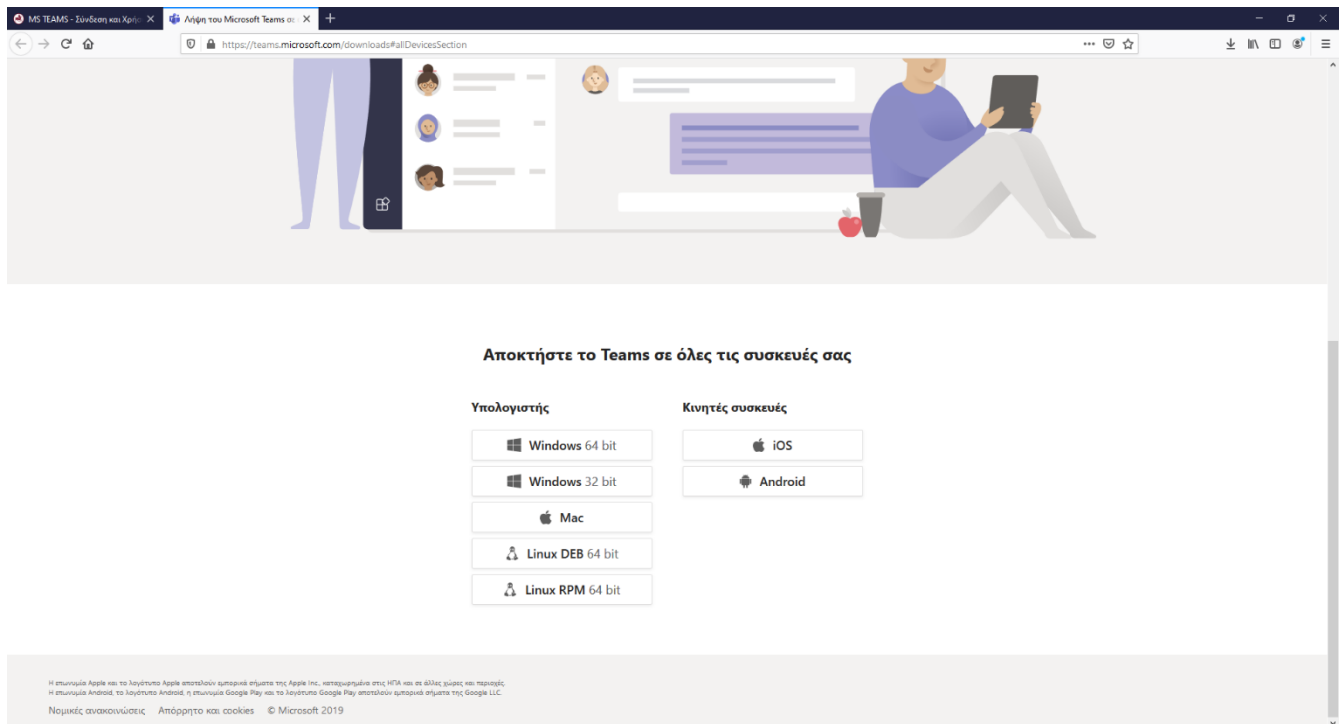 MS TEAMS - Σύνδεση και Χρήσ
Λήψη του Microsoft Teams σε
https://teams.microsoft.com/downloads#allDevicesSection
Αποκτήστε το Teams σε όλες τις συσκευές σας
Υπολογιστής
Windows 64 bit
Windows 32 bit
Mac
Linux DEB 64 bit
Linux RPM 64 bit
Κινητές συσκευές
iOS
Android
Η επωνυμία Apple και το λογότυπο Apple αποτελούν εμπορικά σήματα της Apple Inc., καταχωρημένα στις ΗΠΑ και σε άλλες χώρες και περιοχές.
Η επωνυμία Android, το λογότυπο Android, η επωνυμία Google Play και το λογότυπο Google Play αποτελούν εμπορικά σήματα της Google LLC.
Νομικές ανακοινώσεις Απόρρητο και cookies © Microsoft 2019